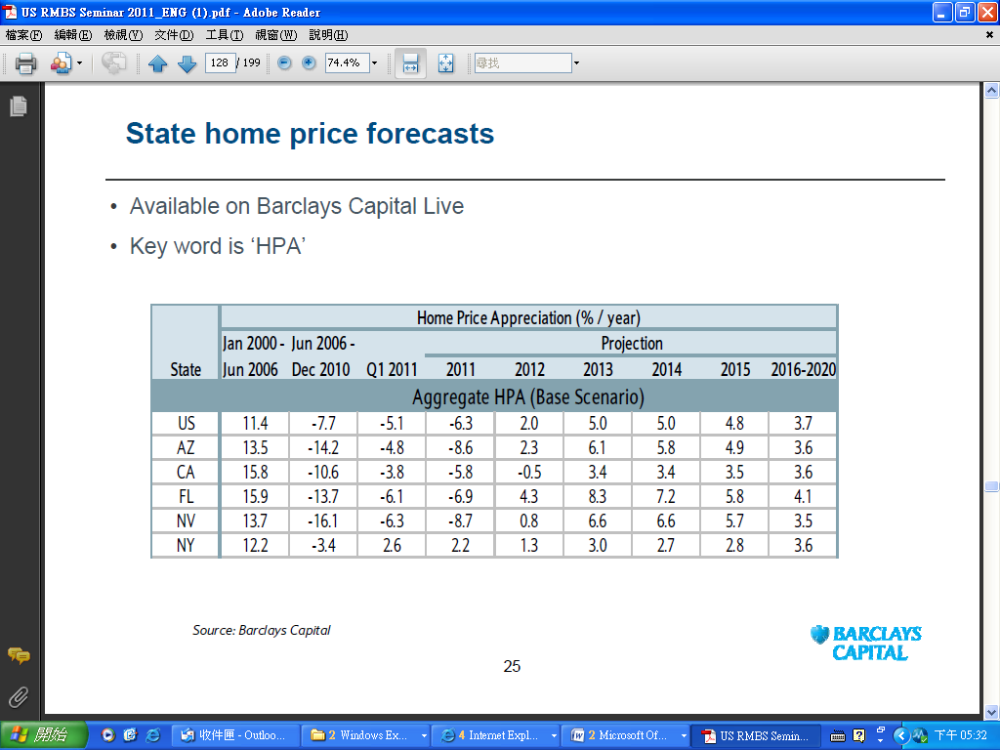 US RMBS Seminar 2011_ENG (1).pdf - Adobe Reader
檔案(F) 編輯(E) 檢視(V) 文件(D) 工具(T) 視窗(W) 說明(H)
128 / 199 74.4% 尋找
State home price forecasts
• Available on Barclays Capital Live
• Key word is ‘HPA’
Home Price Appreciation (% / year)
Jan 2000 - Jun 2006 - Projection
State Jun 2006 Dec 2010 Q1 2011 2011 2012 2013 2014 2015 2016-2020
Aggregate HPA (Base Scenario)
US 11.4 -7.7 -5.1 -6.3 2.0 5.0 5.0 4.8 3.7
AZ 13.5 -14.2 -4.8 -8.6 2.3 6.1 5.8 4.9 3.6
CA 15.8 -10.6 -3.8 -5.8 -0.5 3.4 3.4 3.5 3.6
FL 15.9 -13.7 -6.1 -6.9 4.3 8.3 7.2 5.8 4.1
NV 13.7 -16.1 -6.3 -8.7 0.8 6.6 6.6 5.7 3.5
NY 12.2 -3.4 2.6 2.2 1.3 3.0 2.7 2.8 3.6
Source: Barclays Capital
BARCLAYS
CAPITAL
25
開始 收件匣 - Outloo... 2 Windows Ex... 4 Internet Expl... 2 Microsoft Of... US RMBS Semin... 下午 05:32